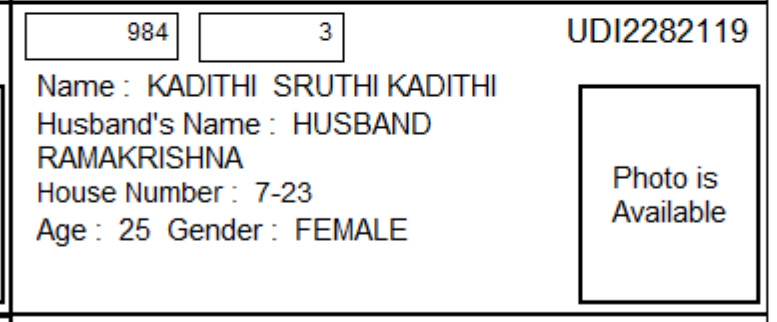 984 3 UDI2282119
Name : KADITHI SRUTHI KADITHI
Husband's Name : HUSBAND
RAMAKRISHNA
House Number : 7-23
Age : 25 Gender : FEMALE
Photo is
Available